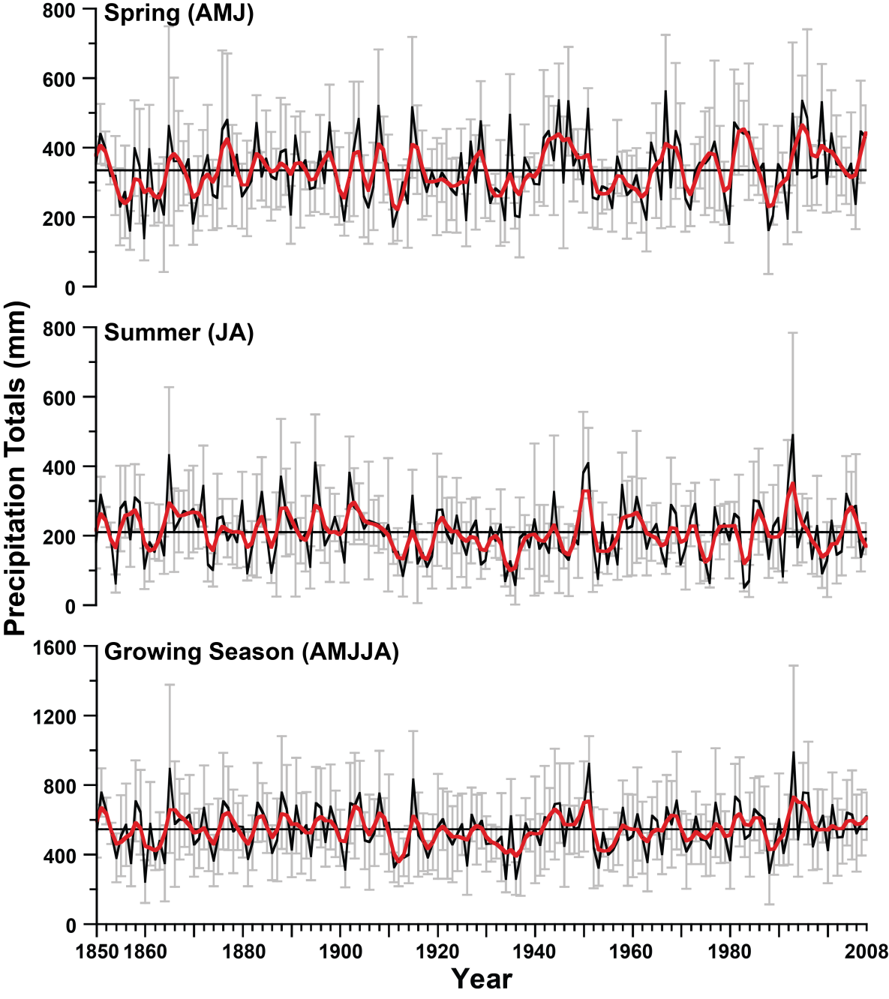 Spring (AMJ)
800
600
400
200
0
Summer (JA)
800
600
400
200
0
Precipitation Totals (mm)
Growing Season (AMJJA)
1600
1200
800
400
0
1850 1860 1880 1900 1920 1940 1960 1980 2008
Year